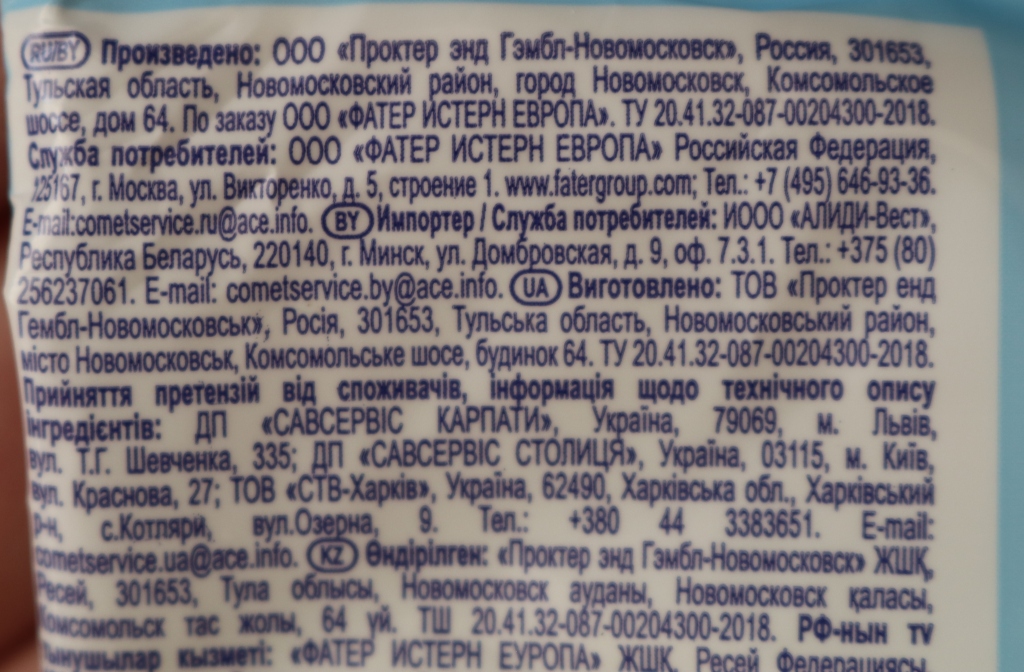 RU/BY Произведено: ООО «Проктер энд Гэмбл-Новомосковск», Россия, 301653,
Тульская область, Новомосковский район, город Новомосковск, Комсомольское
шоссе, дом 64. По заказу ООО «ФАТЕР ИСТЕРН ЕВРОПА». ТУ 20.41.32-087-00204300-2018.
Служба потребителей: ООО «ФАТЕР ИСТЕРН ЕВРОПА» Российская Федерация,
125167, г. Москва, ул. Викторенко, д. 5, строение 1. www.fatergroup.com; Тел.: +7 (495) 646-93-36.
E-mail:cometservice.ru@ace.info. BY Импортер / Служба потребителей: ИООО «АЛИДИ-Вест»,
Республика Беларусь, 220140, г. Минск, ул. Домбровская, д. 9, оф. 7.3.1. Тел.: +375 (80)
256237061. E-mail: cometservice.by@ace.info. UA Виготовлено: ТОВ «Проктер енд
Гембл-Новомосковськ», Росія, 301653, Тульська область, Новомосковський район,
місто Новомосковськ, Комсомольське шосе, будинок 64. ТУ 20.41.32-087-00204300-2018.
Прийняття претензій від споживачів, інформація щодо технічного опису
інгредієнтів: ДП «САВСЕРВІС КАРПАТИ», Україна, 79069, м. Львів,
вул. Т.Г. Шевченка, 335; ДП «САВСЕРВІС СТОЛИЦЯ», Україна, 03115, м. Київ,
вул. Краснова, 27; ТОВ «СТВ-Харків», Україна, 62490, Харківська обл., Харківський
р-н, с.Котляри, вул.Озерна, 9. Тел.: +380 44 3383651. E-mail:
cometservice.ua@ace.info. KZ Өндірілген: «Проктер энд Гэмбл-Новомосковск» ЖШҚ,
Ресей, 301653, Тула облысы, Новомосковск ауданы, Новомосковск қаласы,
Комсомольск тас жолы, 64 үй. ТШ 20.41.32-087-00204300-2018. РФ-нын тv
тынушылар кызметі: «ФАТЕР ИСТЕРН ЕУРОПА» ЖШҚ, Ресей Федерациясы